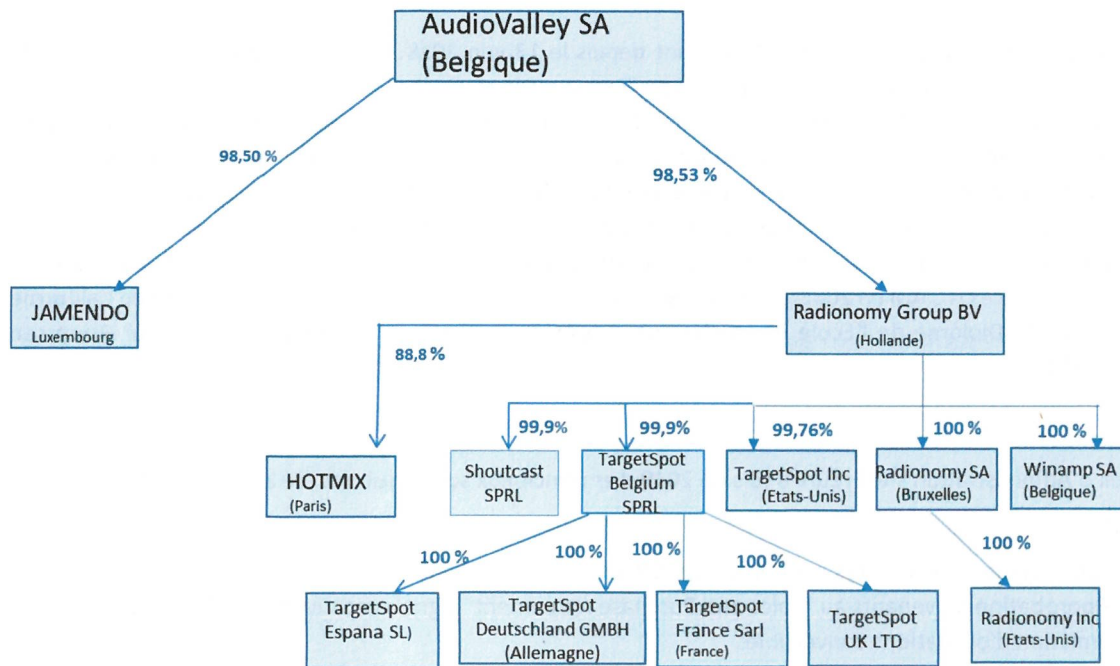 AudioValley SA
(Belgique)
98,50 %
98,53 %
JAMENDO
Luxembourg
Radionomy Group BV
(Hollande)
88,8 %
99,9%
99,9%
99,76%
100 %
100 %
HOTMIX
(Paris)
Shoutcast
SPRL
TargetSpot
Belgium
SPRL
TargetSpot Inc
(Etats-Unis)
Radionomy SA
(Bruxelles)
Winamp SA
(Belgique)
100 %
100 %
100 %
100 %
100 %
TargetSpot
Espana SL)
TargetSpot
Deutschland GMBH
(Allemagne)
TargetSpot
France Sarl
(France)
TargetSpot
UK LTD
Radionomy Inc
(Etats-Unis)